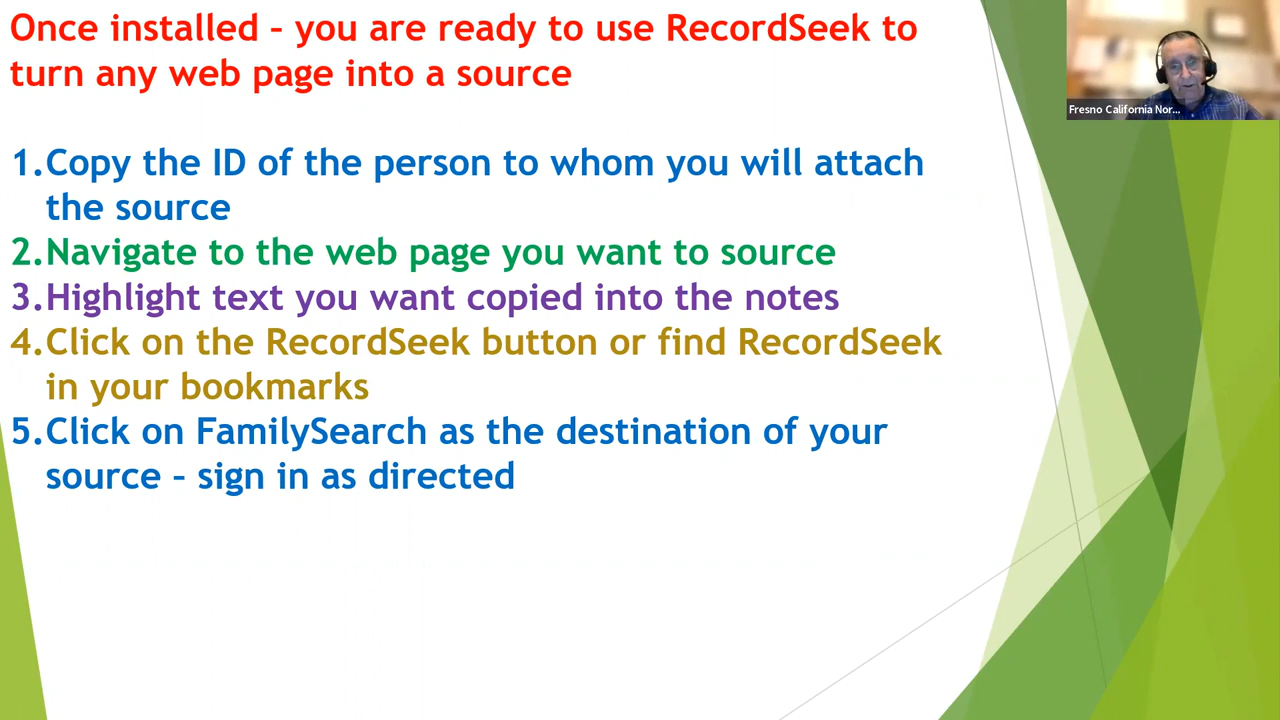 Once installed – you are ready to use RecordSeek to
turn any web page into a source
1.Copy the ID of the person to whom you will attach
the source
2.Navigate to the web page you want to source
3.Highlight text you want copied into the notes
4.Click on the RecordSeek button or find RecordSeek
in your bookmarks
5.Click on FamilySearch as the destination of your
source – sign in as directed
Fresno California Nor...